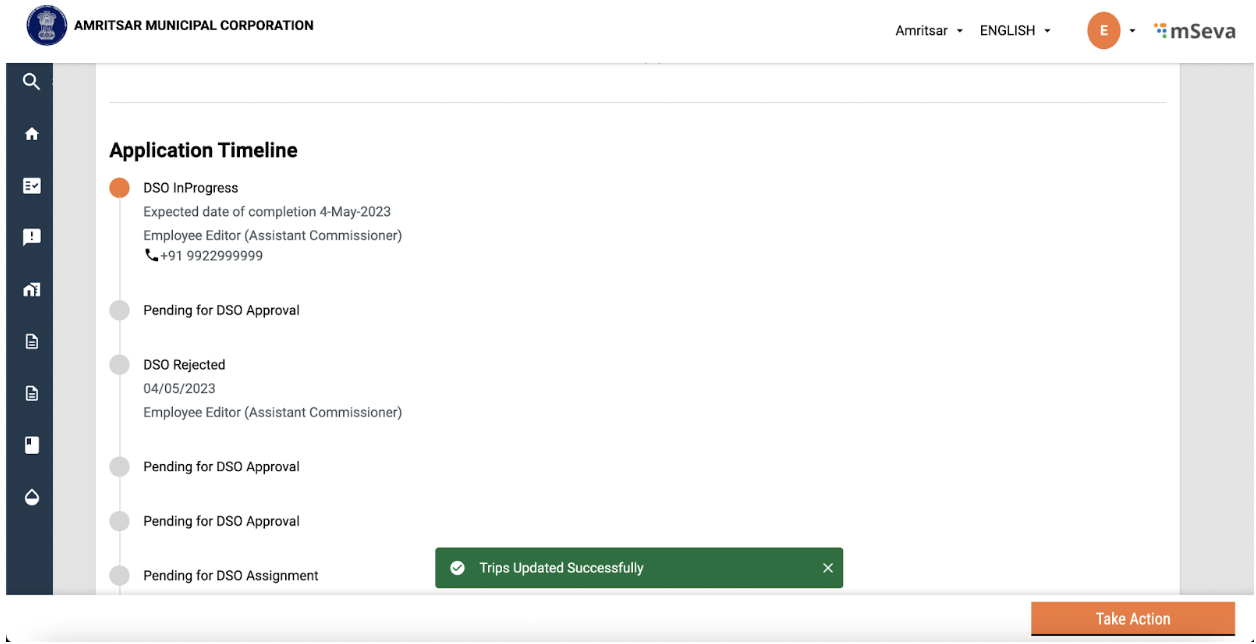 AMRITSAR MUNICIPAL CORPORATION
Amritsar
ENGLISH
E
mSeva
Application Timeline
DSO InProgress
Expected date of completion 4-May-2023
Employee Editor (Assistant Commissioner)
+91 9922999999
Pending for DSO Approval
DSO Rejected
04/05/2023
Employee Editor (Assistant Commissioner)
Pending for DSO Approval
Pending for DSO Approval
Pending for DSO Assignment
Trips Updated Successfully
Take Action